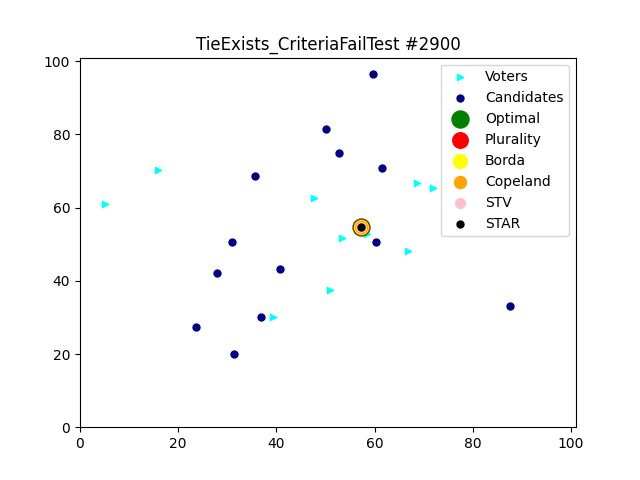 TieExists_CriteriaFailTest #2900
100
80
60
40
20
0
0 20 40 60 80 100
Voters
Candidates
Optimal
Plurality
Borda
Copeland
STV
STAR